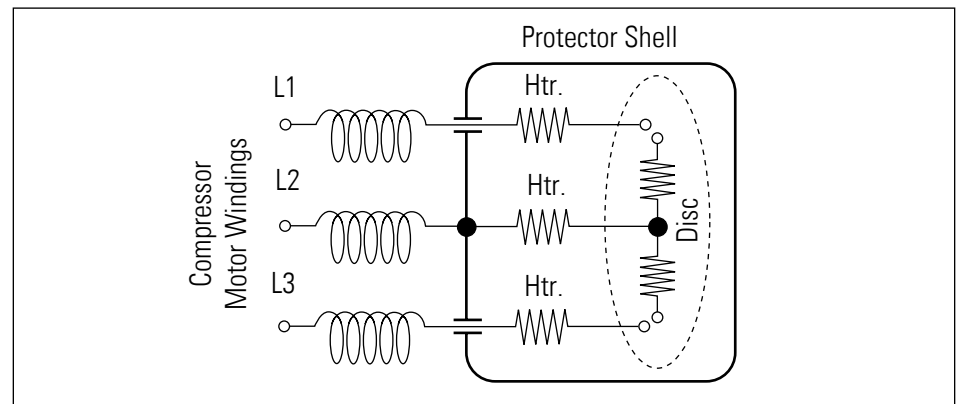 Protector Shell
L1
Htr.
L2
Htr.
L3
Htr.
Compressor
Motor Windings
Disc